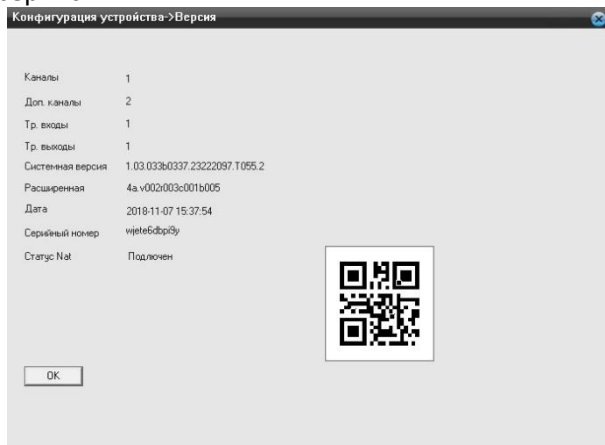 Конфигурация устройства->Версия
Каналы 1
Доп. каналы 2
Тр. входы 1
Тр. выходы 1
Системная версия 1.03.033b0337.23222097.T055.2
Расширенная 4a.v002r003c001b005
Дата 2018-11-07 15:37:54
Серийный номер wjete6dbpi9y
Статус Nat Подлючен
OK